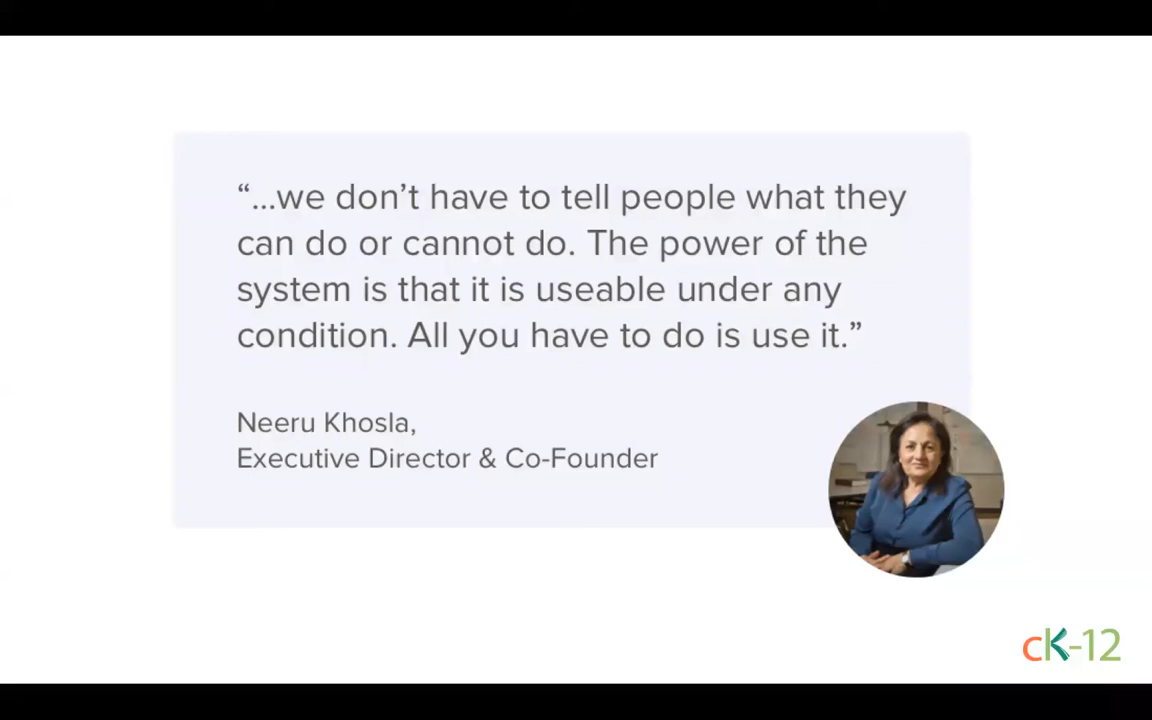 “...we don’t have to tell people what they
can do or cannot do. The power of the
system is that it is useable under any
condition. All you have to do is use it.”
Neeru Khosla,
Executive Director & Co-Founder
cK-12